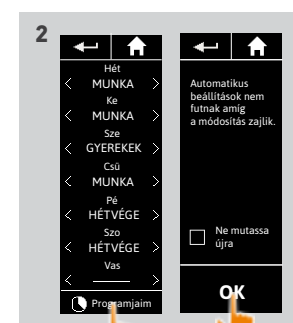 2
Hét
MUNKA
Ke
MUNKA
Sze
GYEREKEK
Csü
MUNKA
Pé
HÉTVÉGE
Szo
HÉTVÉGE
Vas
Programjaim
Automatikus
beállítások nem
futnak amíg
a módosítás zajlik.
Ne mutassa
újra
OK